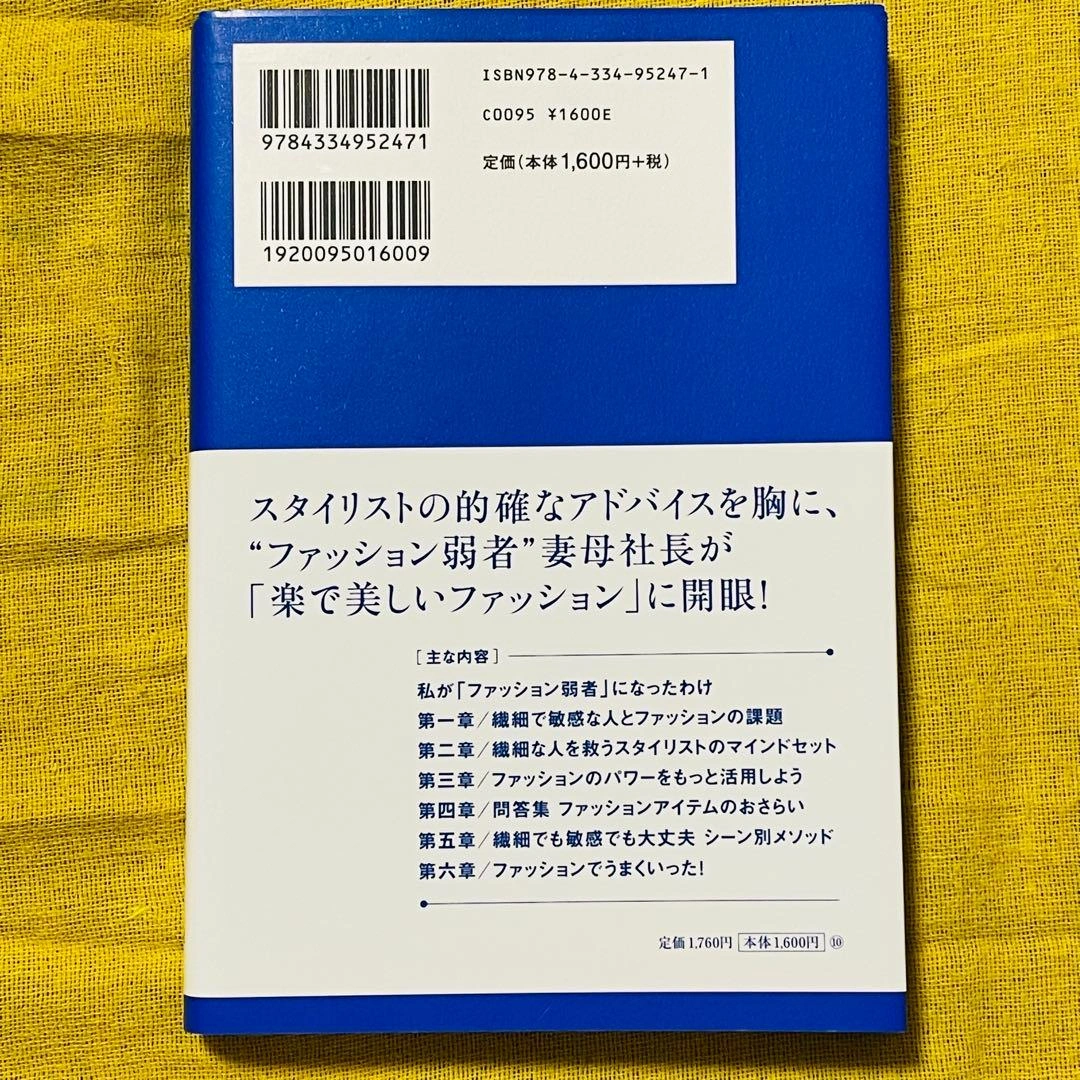 ISBN978-4-334-95247-1
C0095 ¥1600E
定価(本体1,600円+税)
9784334952471
1920095016009
スタイリストの的確なアドバイスを胸に、
“ファッション弱者”妻母社長が
「楽で美しいファッション」に開眼!
[主な内容]
私が「ファッション弱者」になったわけ
第一章/繊細で敏感な人とファッションの課題
第二章/繊細な人を救うスタイリストのマインドセット
第三章/ファッションのパワーをもっと活用しよう
第四章/問答集 ファッションアイテムのおさらい
第五章/繊細でも敏感でも大丈夫 シーン別メソッド
第六章/ファッションでうまくいった!
定価1,760円 本体1,600円 ⑩